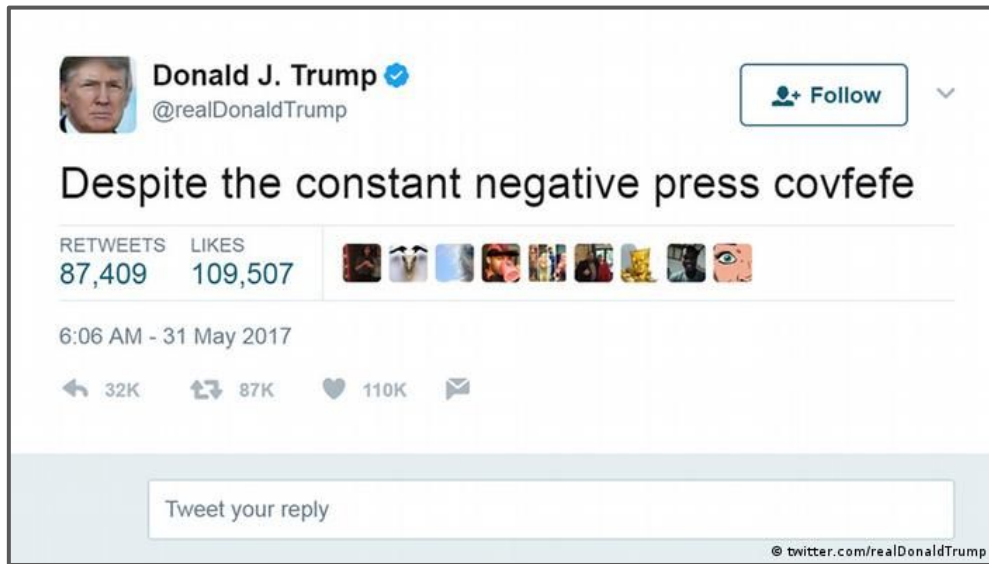 Donald J. Trump
@realDonaldTrump
Follow
Despite the constant negative press covfefe
RETWEETS LIKES
87,409 109,507
6:06 AM - 31 May 2017
32K 87K 110K
Tweet your reply
© twitter.com/realDonaldTrump